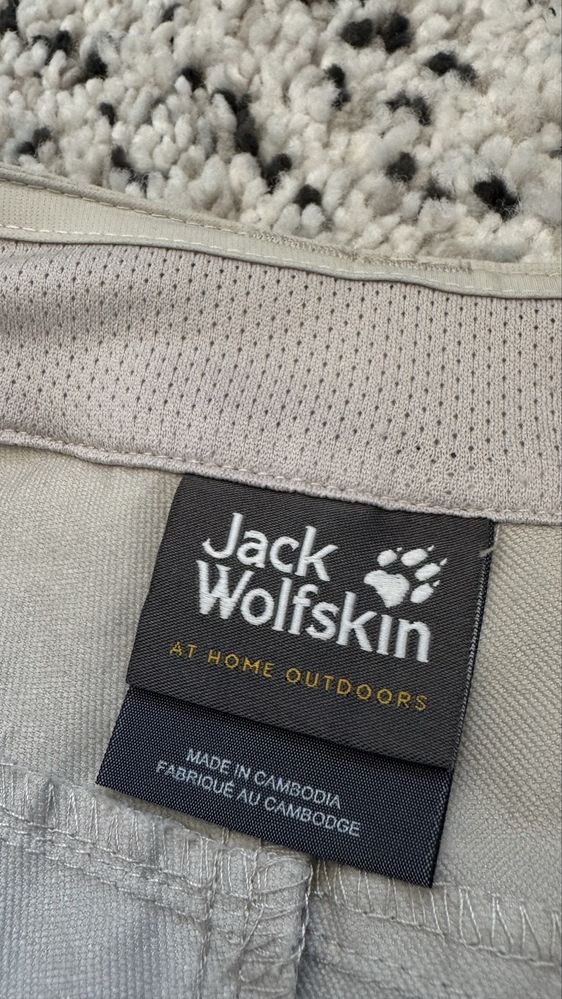 Jack
Wolfskin
AT HOME OUTDOORS
MADE IN CAMBODIA
FABRIQUÉ AU CAMBODGE